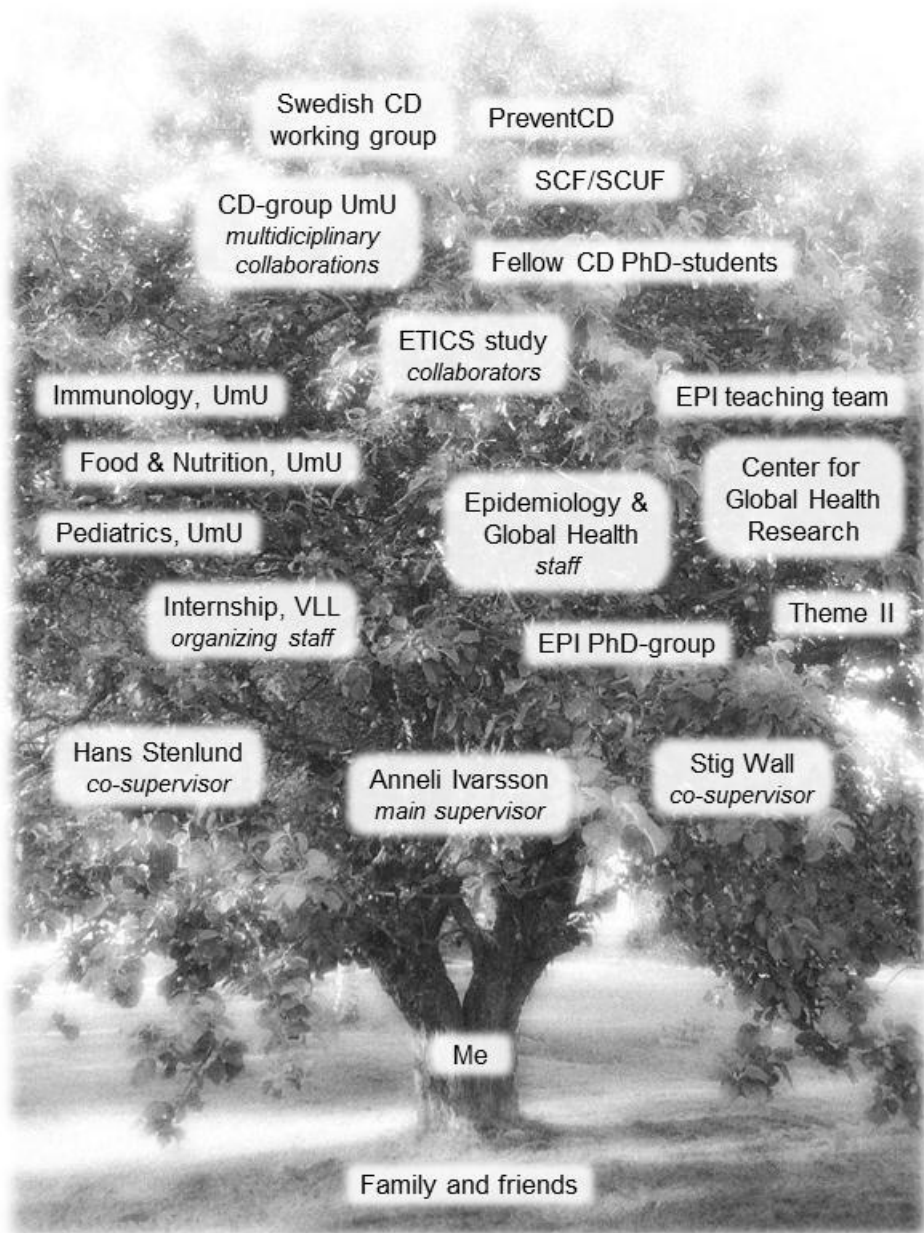 Swedish CD
working group
PreventCD
SCF/SCUF
CD-group UmU
multidiciplinary
collaborations
Fellow CD PhD-students
ETICS study
collaborators
Immunology, UmU
EPI teaching team
Food & Nutrition, UmU
Center for
Global Health
Research
Epidemiology &
Global Health
staff
Pediatrics, UmU
Internship, VLL
organizing staff
Theme II
EPI PhD-group
Hans Stenlund
co-supervisor
Anneli Ivarsson
main supervisor
Stig Wall
co-supervisor
Me
Family and friends